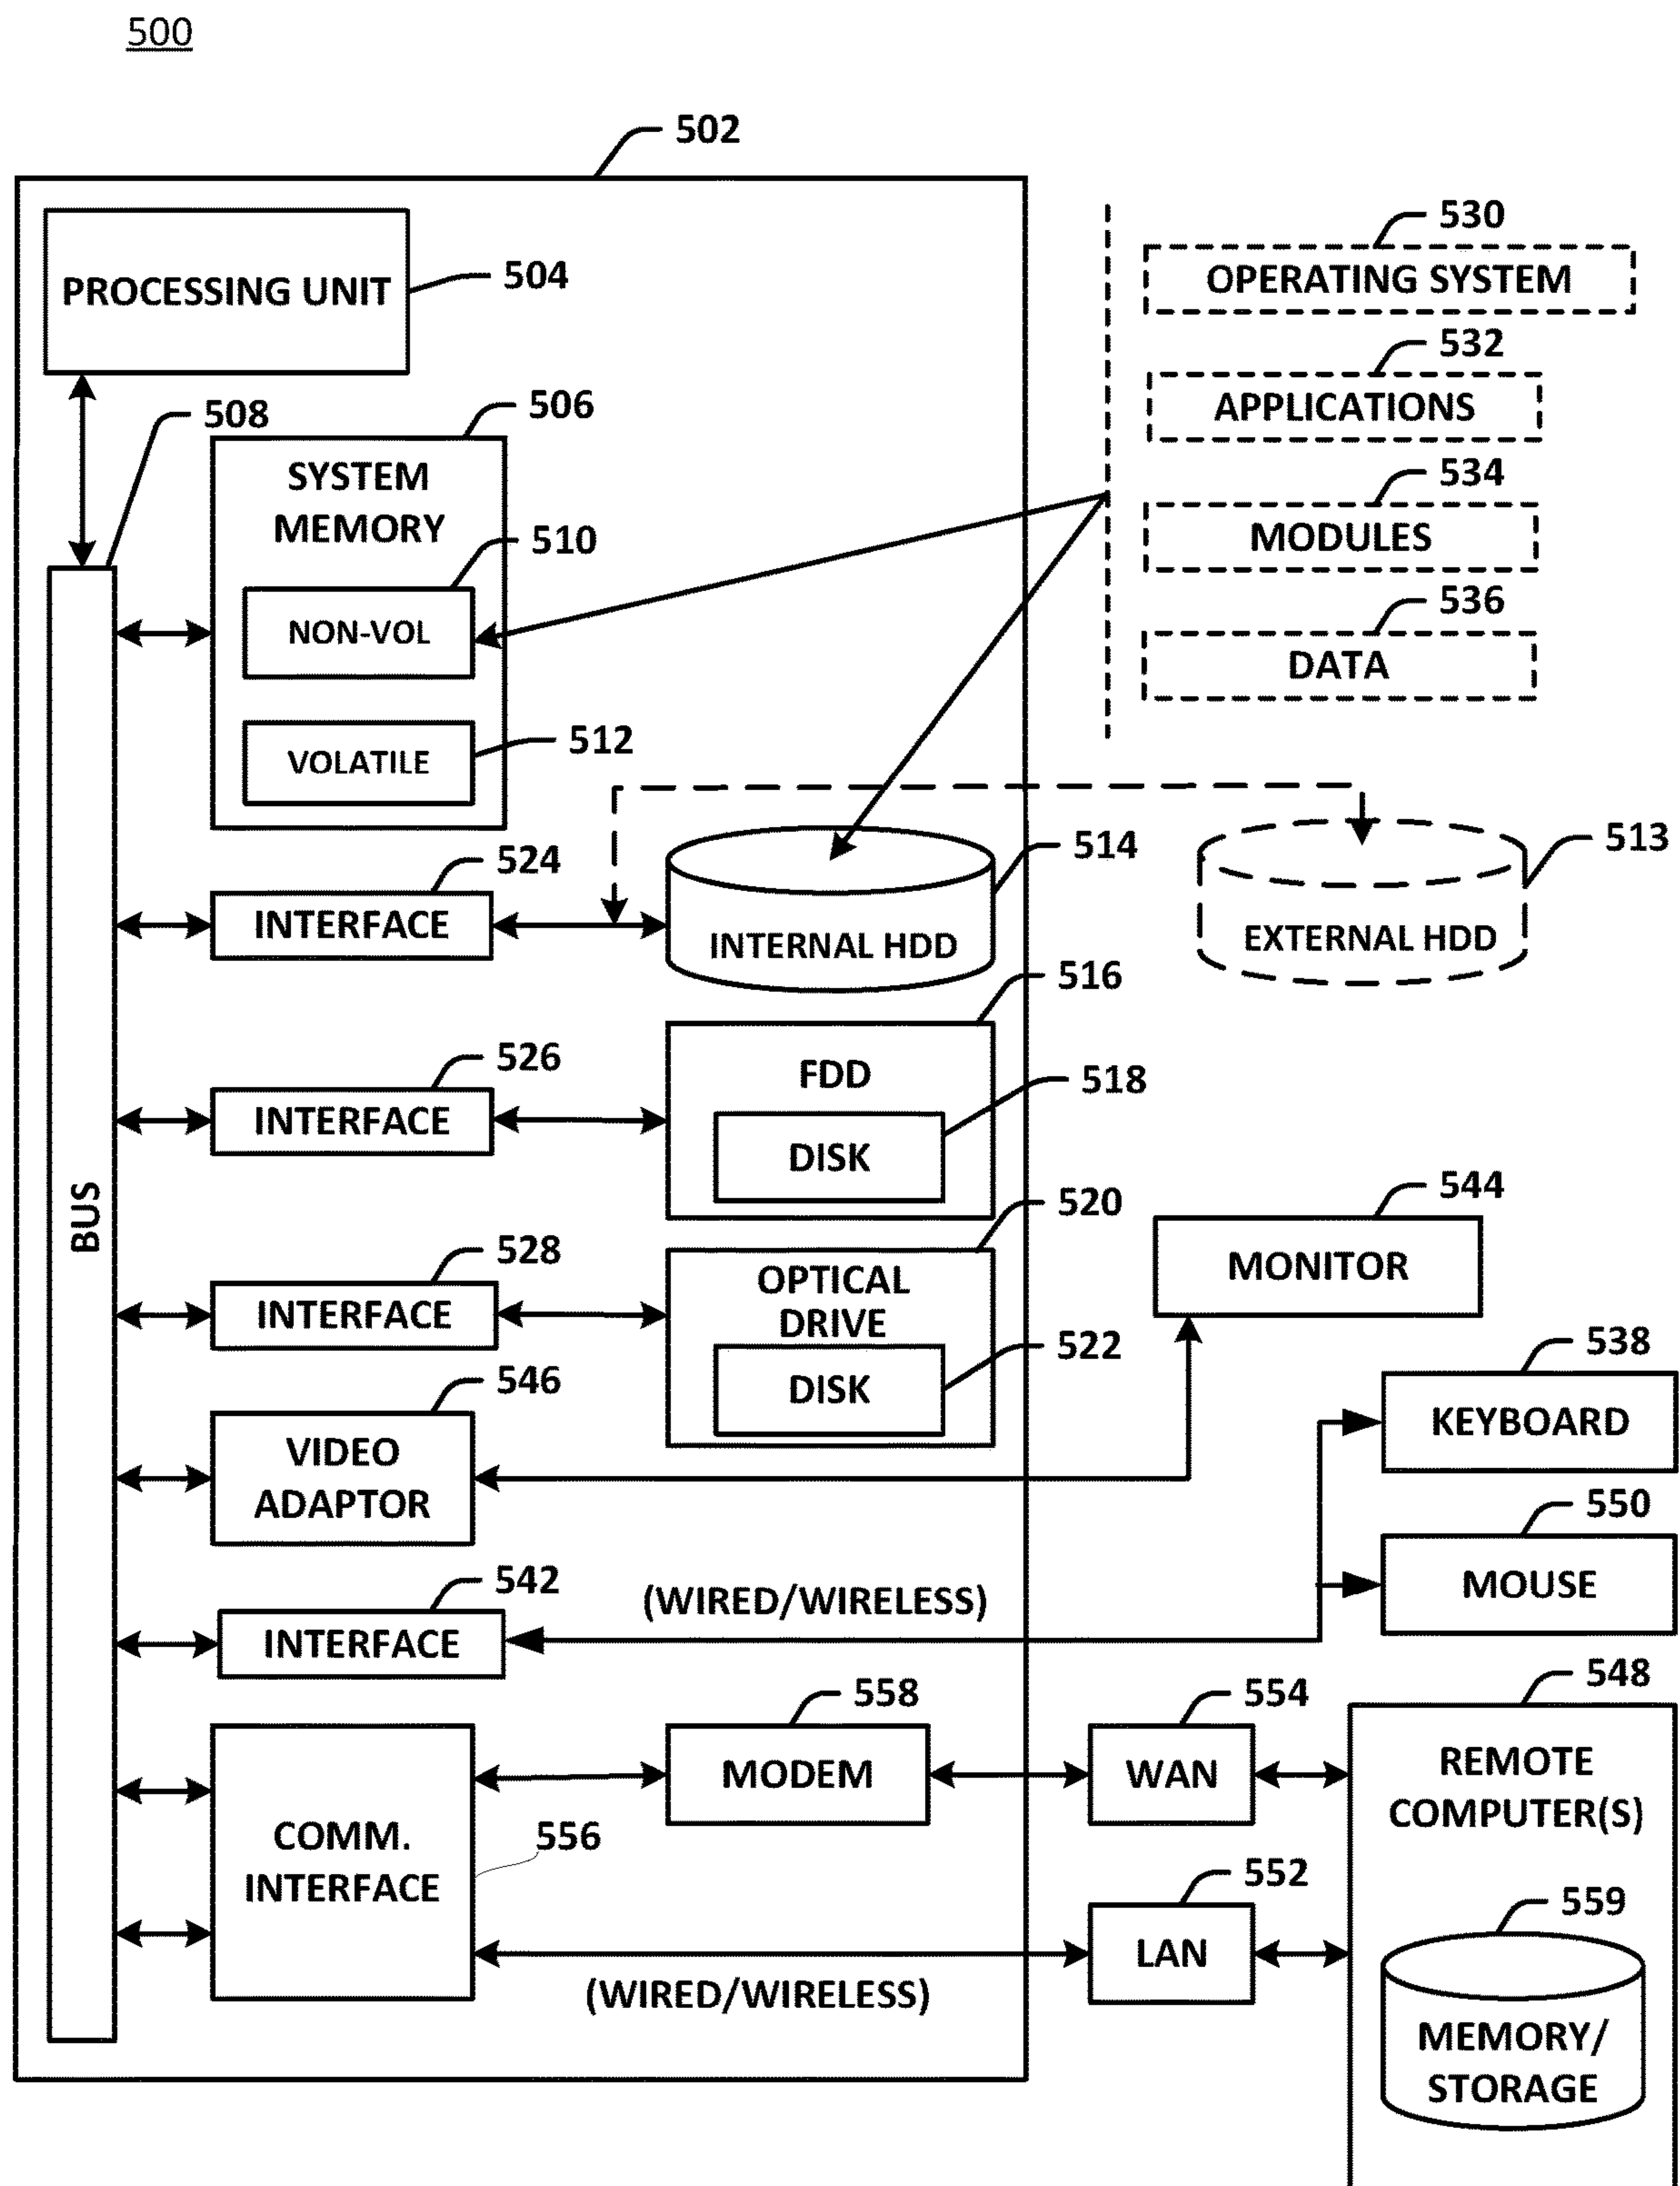 500
502
PROCESSING UNIT
504
530
OPERATING SYSTEM
532
APPLICATIONS
534
MODULES
536
DATA
508
506
SYSTEM
MEMORY
510
NON-VOL
512
VOLATILE
524
INTERFACE
514
INTERNAL HDD
513
EXTERNAL HDD
526
INTERFACE
516
FDD
518
DISK
BUS
528
INTERFACE
520
OPTICAL
DRIVE
522
DISK
544
MONITOR
546
VIDEO
ADAPTOR
538
KEYBOARD
550
MOUSE
542
INTERFACE
(WIRED/WIRELESS)
558
MODEM
554
WAN
548
REMOTE
COMPUTER(S)
COMM.
INTERFACE
556
552
LAN
(WIRED/WIRELESS)
559
MEMORY/
STORAGE